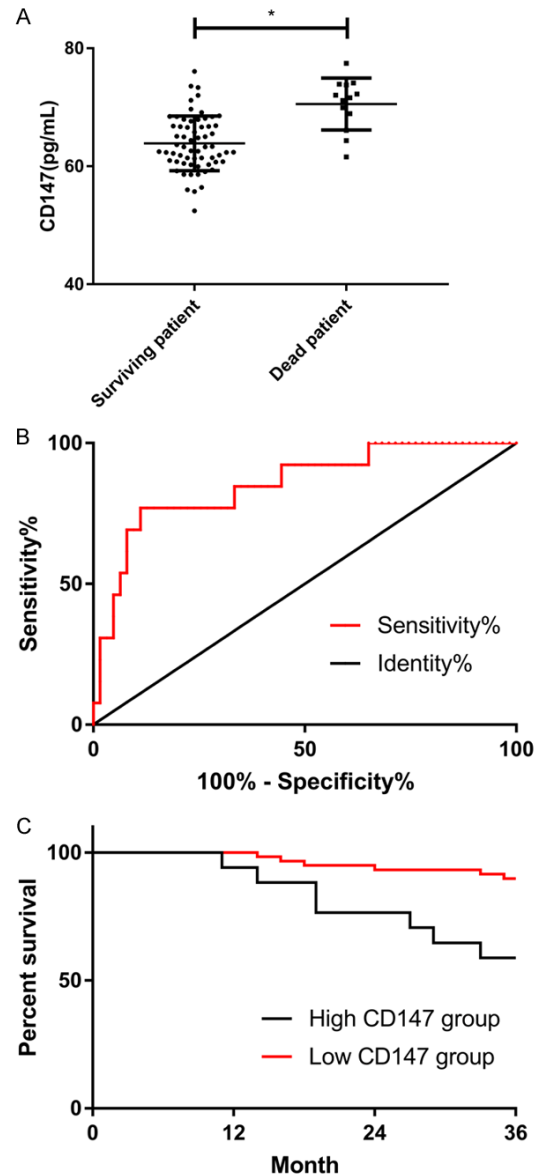 A
*
CD147(pg/mL)
80
60
40
Surviving patient
Dead patient
B
Sensitivity%
100
50
0
Sensitivity%
Identity%
0
50
100
100% - Specificity%
C
Percent survival
100
50
0
High CD147 group
Low CD147 group
0
12
24
36
Month